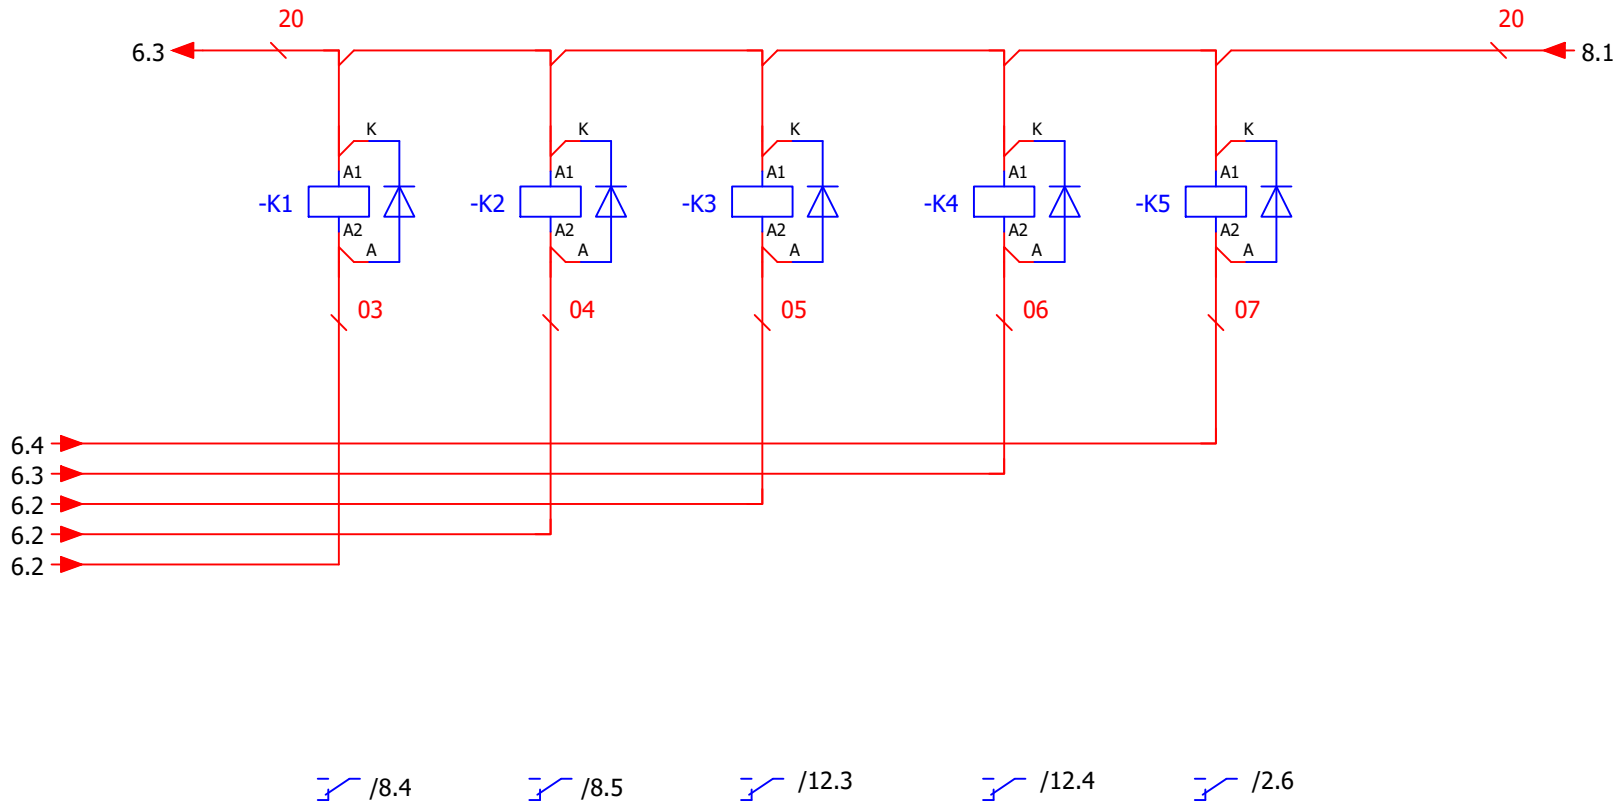 20 20
6.3 8.1
K K K K K
A1 A1 A1 A1 A1
-K1 -K2 -K3 -K4 -K5
A2 A2 A2 A2 A2
A A A A A
03 04 05 06 07
6.4
6.3
6.2
6.2
6.2
/8.4 /8.5 /12.3 /12.4 /2.6